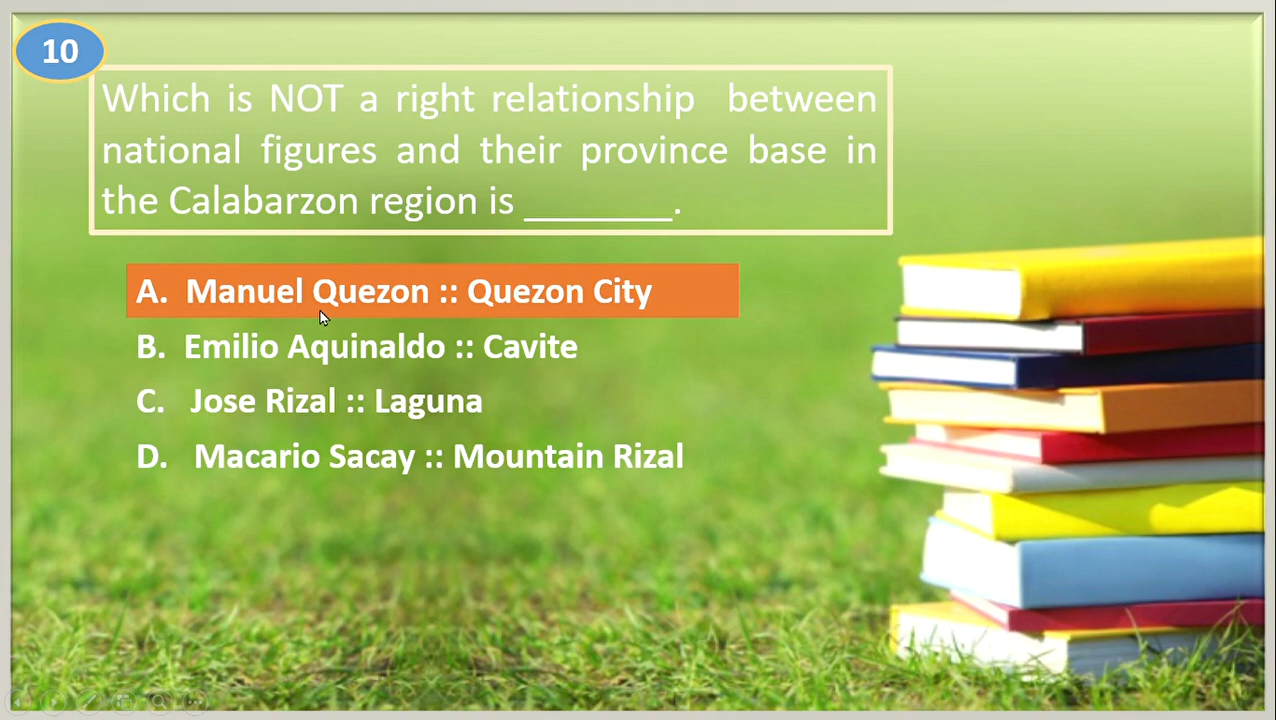 10
Which is NOT a right relationship between
national figures and their province base in
the Calabarzon region is ________.
A. Manuel Quezon :: Quezon City
B. Emilio Aquinaldo :: Cavite
C. Jose Rizal :: Laguna
D. Macario Sacay :: Mountain Rizal